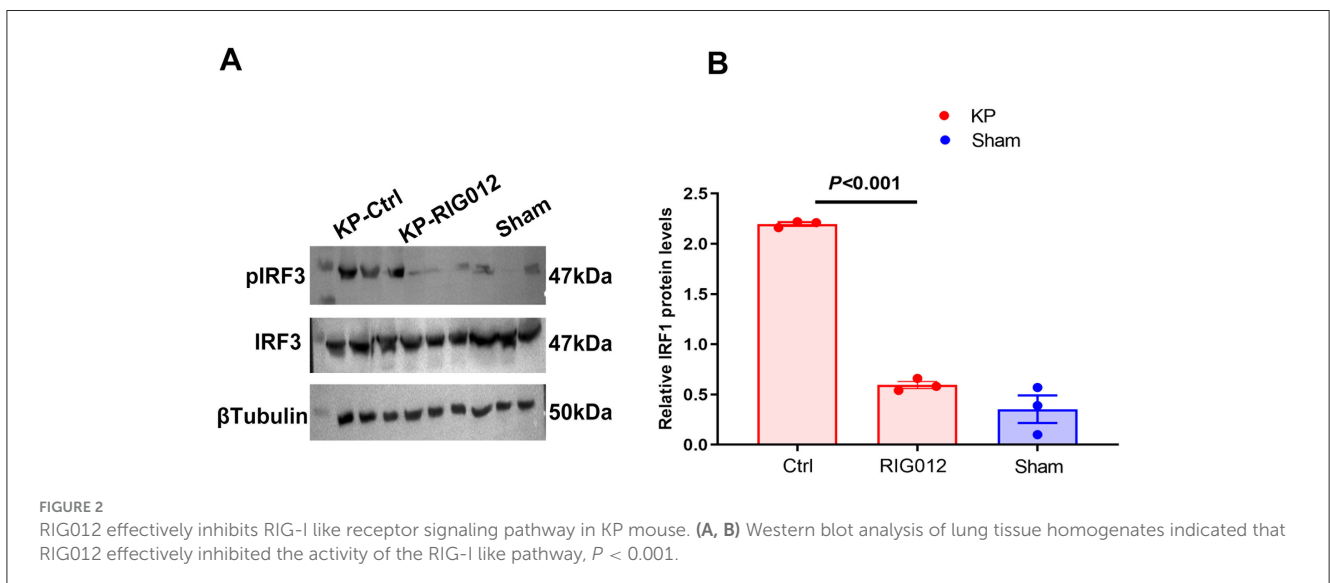 A
KP-Ctrl
KP-RIG012
Sham
pIRF3
47kDa
IRF3
47kDa
βTubulin
50kDa
B
KP
Sham
P<0.001
Relative IRF1 protein levels
2.5
2.0
1.5
1.0
0.5
0.0
Ctrl
RIG012
Sham
FIGURE 2
RIG012 effectively inhibits RIG-I like receptor signaling pathway in KP mouse. (A, B) Western blot analysis of lung tissue homogenates indicated that
RIG012 effectively inhibited the activity of the RIG-I like pathway, P < 0.001.